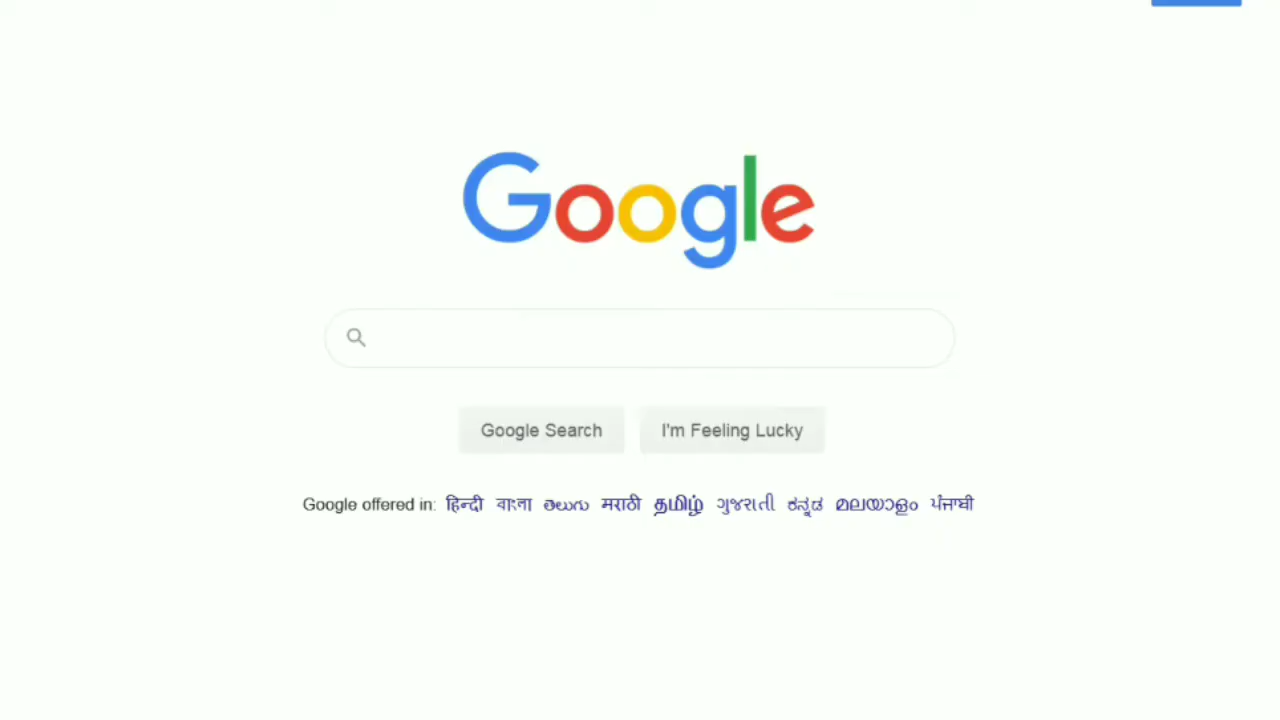 Google
Google Search
I'm Feeling Lucky
Google offered in: हिन्दी বাংলা తెలుగు मराठी தமிழ் ગુજરાતી ಕನ್ನಡ മലയാളം ਪੰਜਾਬੀ